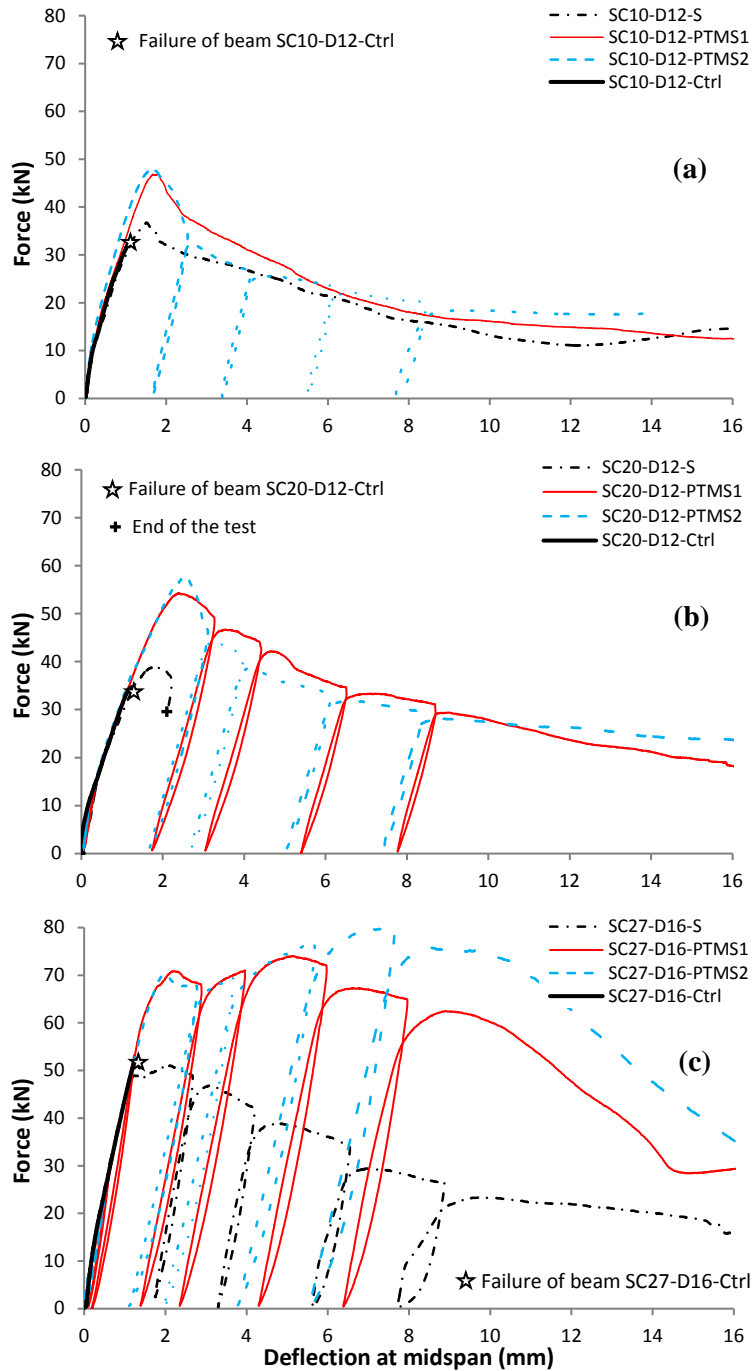 80
70
60
50
40
30
20
10
0
Force (kN)
Failure of beam SC10-D12-Ctrl
SC10-D12-S
SC10-D12-PTMS1
SC10-D12-PTMS2
SC10-D12-Ctrl
(a)
0 2 4 6 8 10 12 14 16
80
70
60
50
40
30
20
10
0
Force (kN)
Failure of beam SC20-D12-Ctrl
End of the test
SC20-D12-S
SC20-D12-PTMS1
SC20-D12-PTMS2
SC20-D12-Ctrl
(b)
0 2 4 6 8 10 12 14 16
80
70
60
50
40
30
20
10
0
Force (kN)
SC27-D16-S
SC27-D16-PTMS1
SC27-D16-PTMS2
SC27-D16-Ctrl
(c)
Failure of beam SC27-D16-Ctrl
0 2 4 6 8 10 12 14 16
Deflection at midspan (mm)